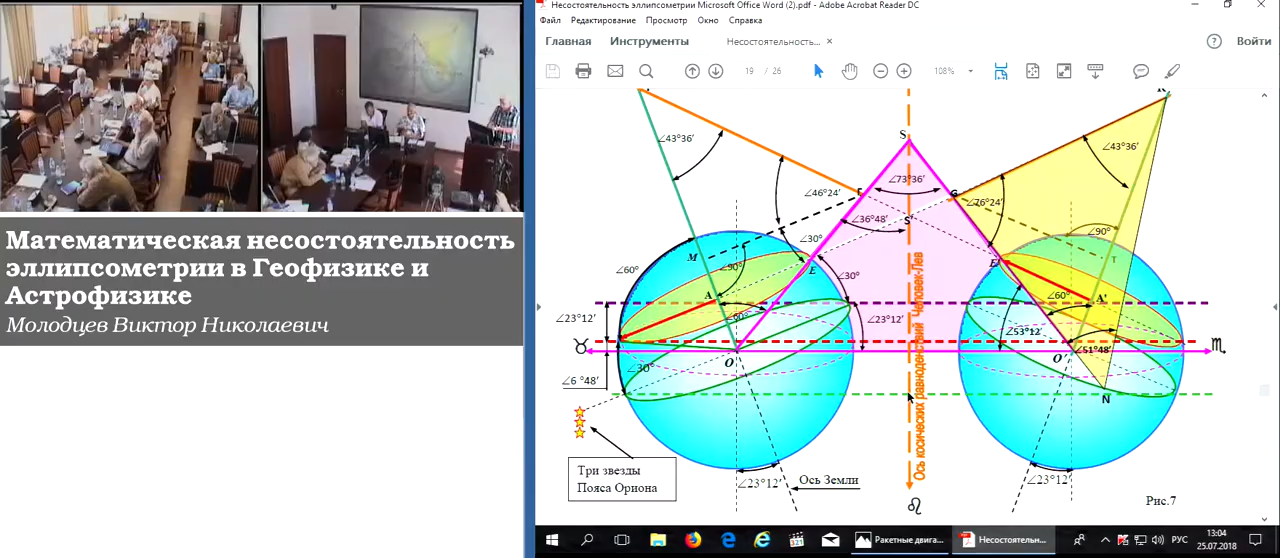 Математическая несостоятельность
эллипсометрии в Геофизике и
Астрофизике
Молодцев Виктор Николаевич
Несостоятельность эллипсометрии Microsoft Office Word (2).pdf - Adobe Acrobat Reader DC
Файл Редактирование Просмотр Окно Справка
Главная Инструменты Несостоятельность... × ? Войти
19 / 26 108%
∠43°36′
S
∠43°36′
∠73°36′
∠46°24′
G
∠76°24′
∠36°48′
S′
∠30°
∠90°
M
∠60°
∠90°
E
∠30°
E′
T
A
∠60°
∠60°
A′
∠23°12′
∠23°12′
∠53°12′
♉
♏
∠51°48′
O
O′
∠30°
∠6 °48′
N
Ось косических равноденствий Человек-Лев
Три звезды
Пояса Ориона
∠23°12′
Ось Земли
∠23°12′
♌
Рис.7
321
Ракетные двига...
Несостоятельн...
РУС
13:04
25.07.2018